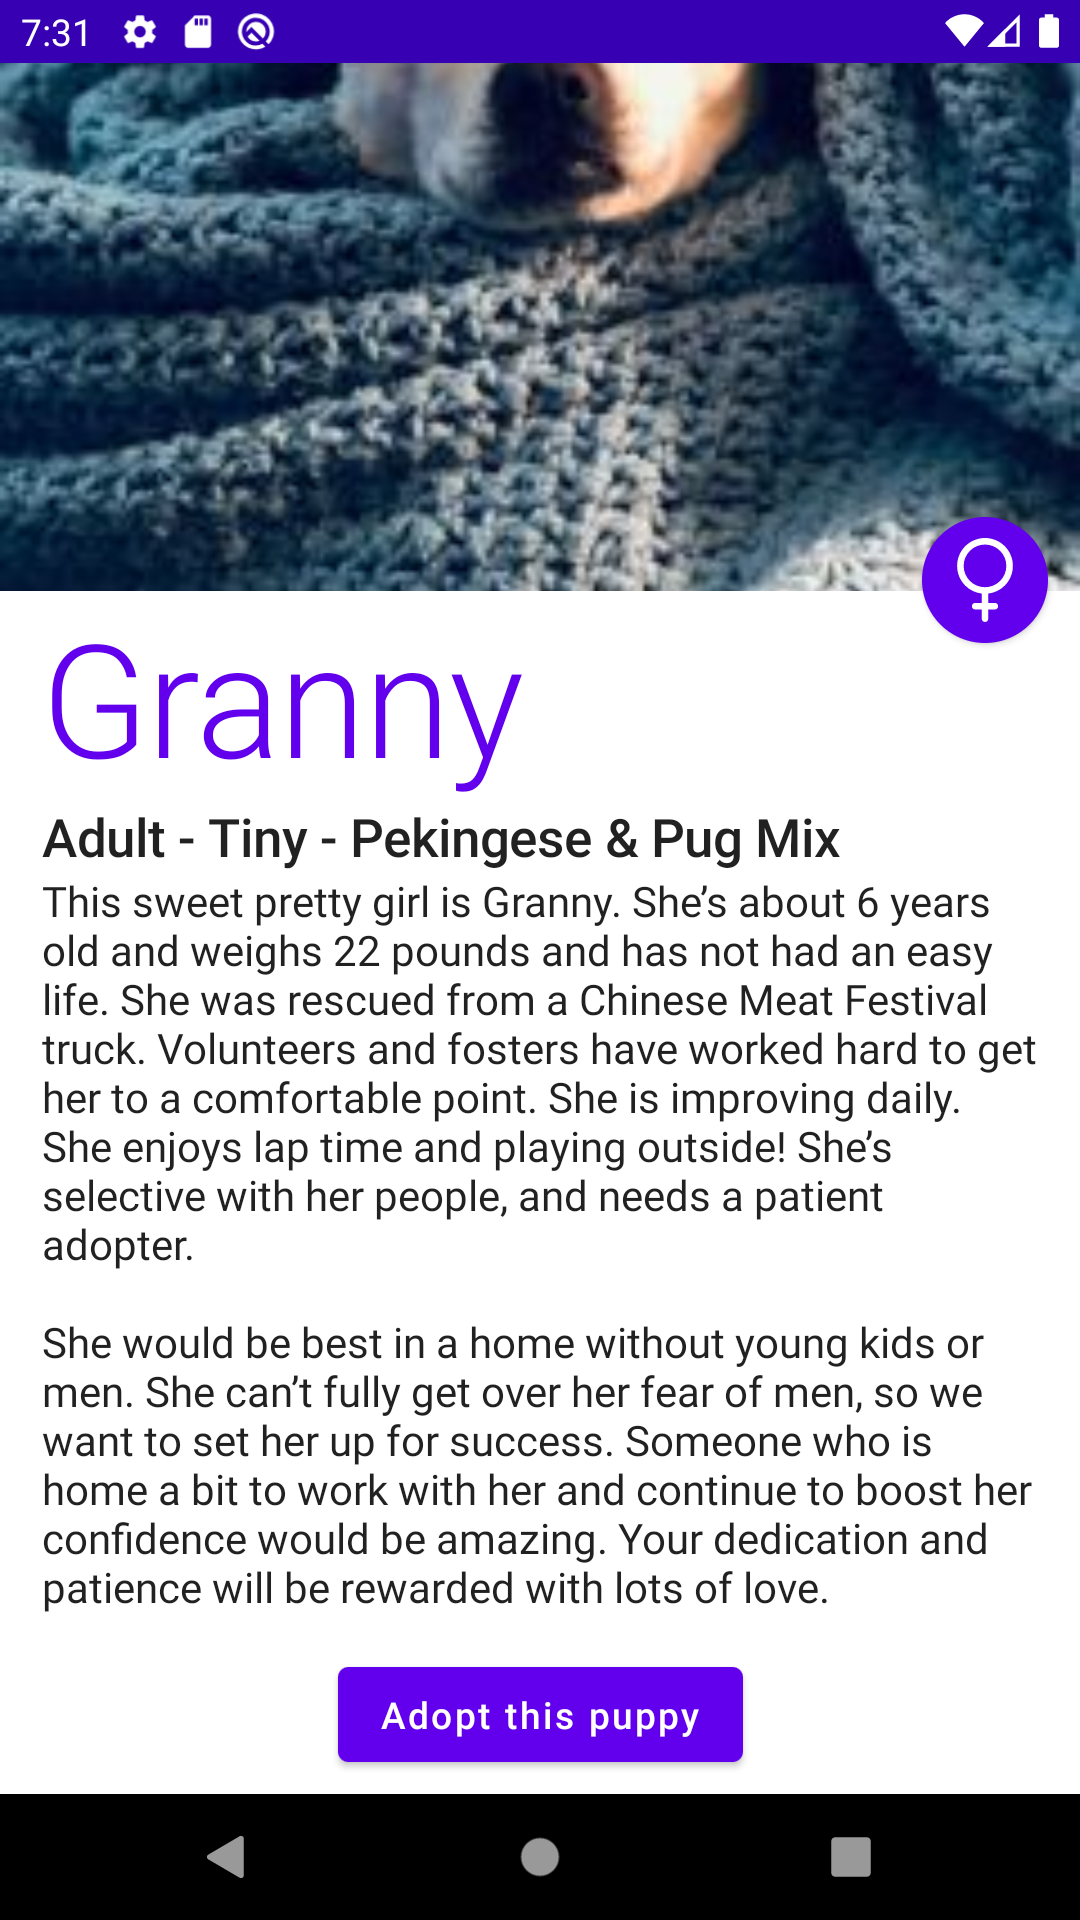 7:31
Granny
Adult - Tiny - Pekingese & Pug Mix
This sweet pretty girl is Granny. She’s about 6 years
old and weighs 22 pounds and has not had an easy
life. She was rescued from a Chinese Meat Festival
truck. Volunteers and fosters have worked hard to get
her to a comfortable point. She is improving daily.
She enjoys lap time and playing outside! She’s
selective with her people, and needs a patient
adopter.
She would be best in a home without young kids or
men. She can’t fully get over her fear of men, so we
want to set her up for success. Someone who is
home a bit to work with her and continue to boost her
confidence would be amazing. Your dedication and
patience will be rewarded with lots of love.
Adopt this puppy